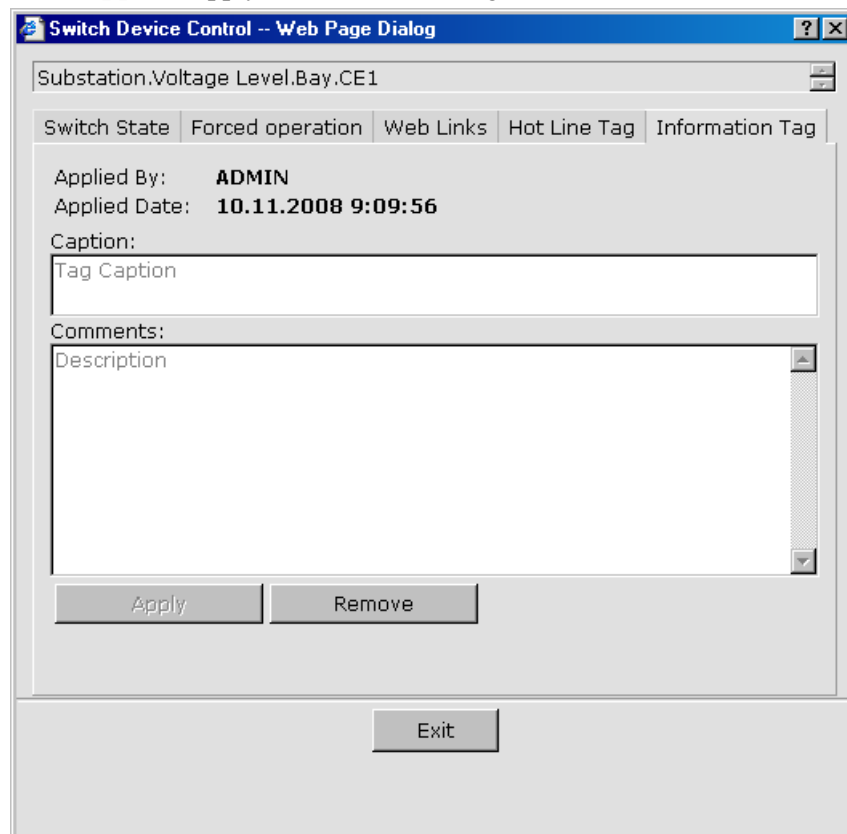 Switch Device Control -- Web Page Dialog
Substation.Voltage Level.Bay.CE1
Switch State Forced operation Web Links Hot Line Tag Information Tag
Applied By: ADMIN
Applied Date: 10.11.2008 9:09:56
Caption:
Tag Caption
Comments:
Description
Apply Remove
Exit